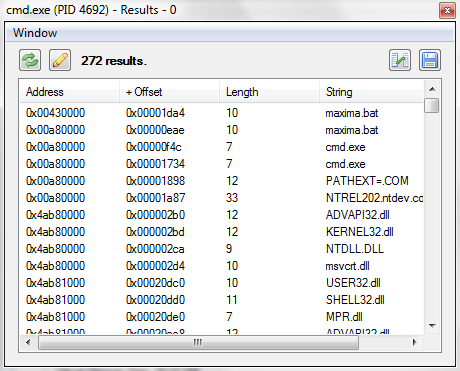 cmd.exe (PID 4692) - Results - 0
Window
272 results.
Address + Offset Length String
0x00430000 0x00001da4 10 maxima.bat
0x00a80000 0x00000eae 10 maxima.bat
0x00a80000 0x00000f4c 7 cmd.exe
0x00a80000 0x00001734 7 cmd.exe
0x00a80000 0x00001898 12 PATHEXT=.COM
0x00a80000 0x00001a87 33 NTREL202.ntdev.co
0x4ab80000 0x000002b0 12 ADVAPI32.dll
0x4ab80000 0x000002bd 12 KERNEL32.dll
0x4ab80000 0x000002ca 9 NTDLL.DLL
0x4ab80000 0x000002d4 10 msvcrt.dll
0x4ab81000 0x00020dc0 10 USER32.dll
0x4ab81000 0x00020dd0 11 SHELL32.dll
0x4ab81000 0x00020de0 7 MPR.dll
0x4ab81000 0x00020ee8 12 ADVAPI32.dll